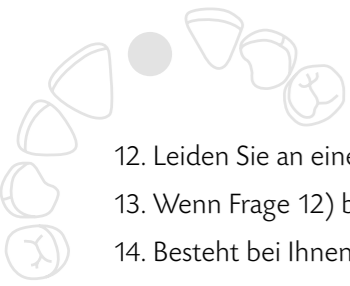 12. Leiden Sie an eine
13. Wenn Frage 12) b
14. Besteht bei Ihnen